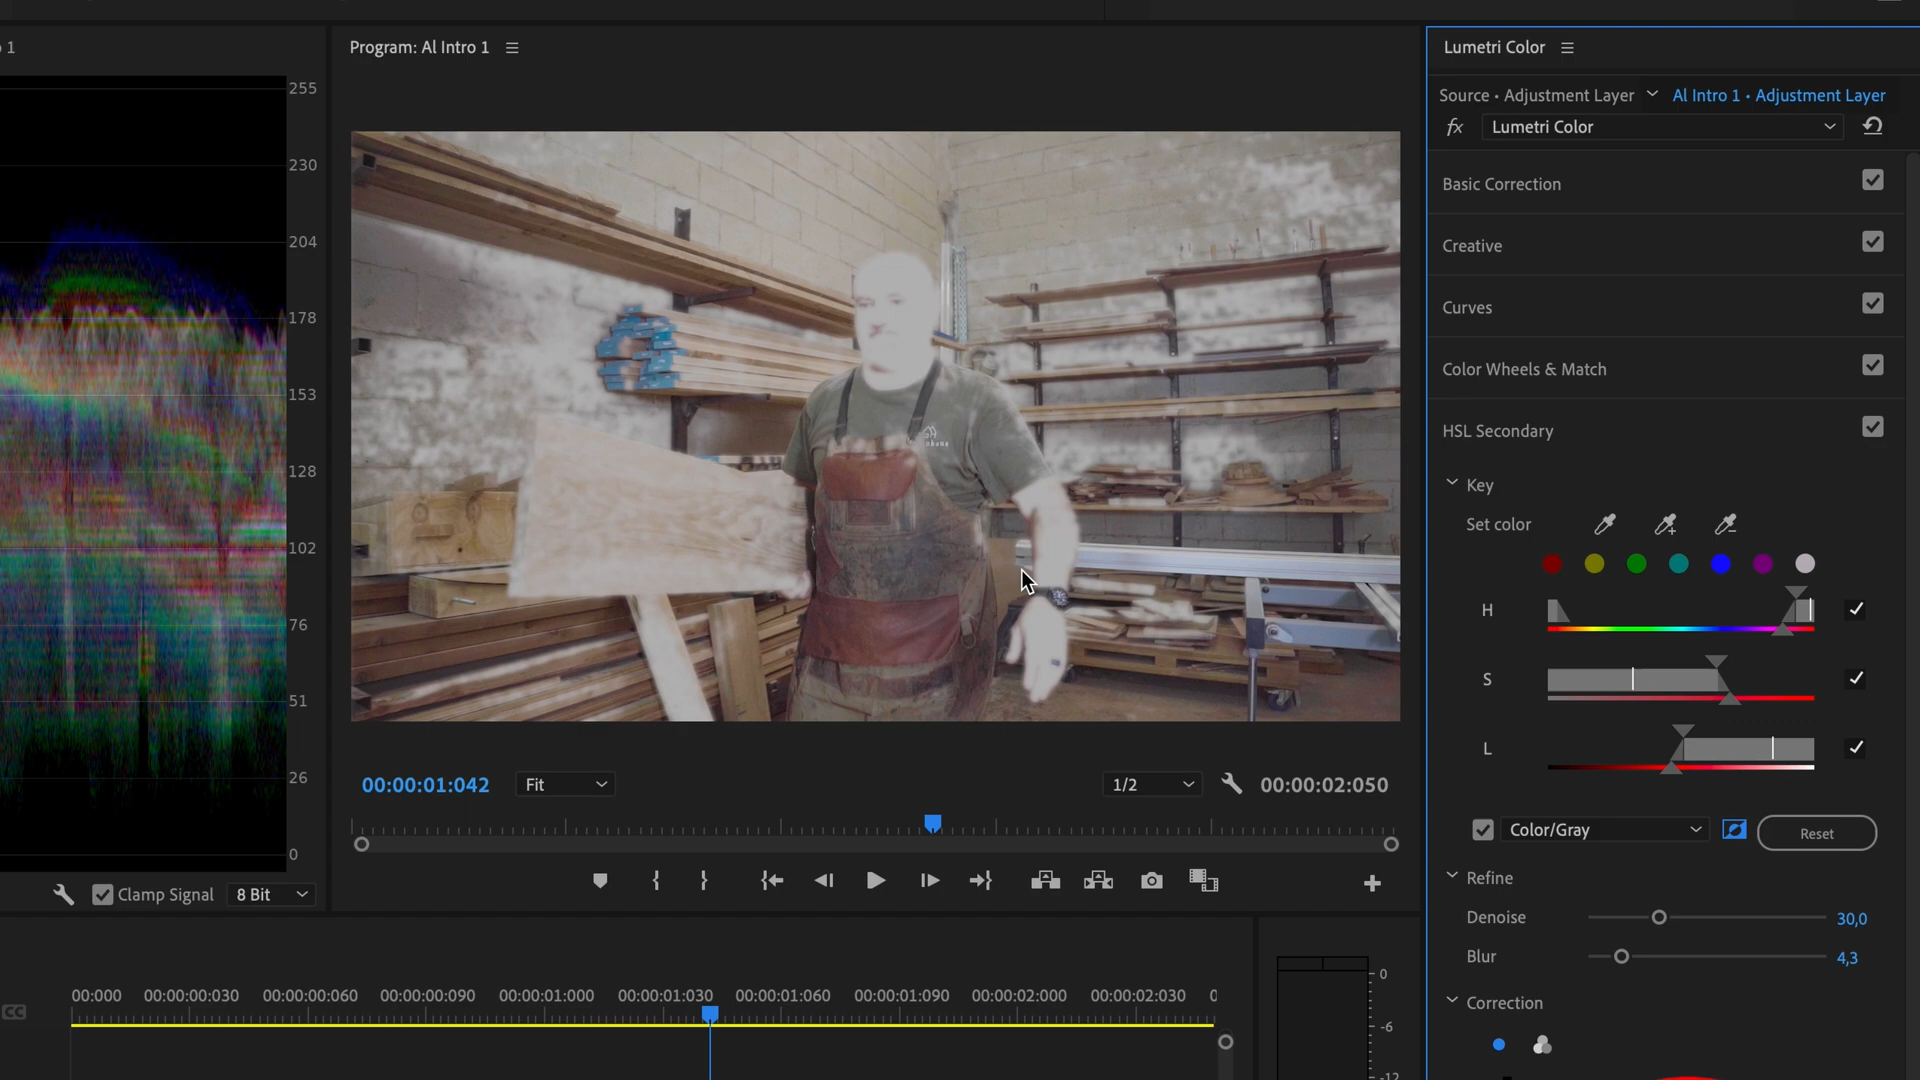 1
Program: Al Intro 1
Lumetri Color
Source • Adjustment Layer
Al Intro 1 • Adjustment Layer
fx
Lumetri Color
Basic Correction
Creative
Curves
Color Wheels & Match
HSL Secondary
Key
Set color
H
S
L
Color/Gray
Reset
Refine
Denoise
30,0
Blur
4,3
Correction
255
230
204
178
153
128
102
76
51
26
0
Clamp Signal
8 Bit
00:00:01:042
Fit
1/2
00:00:02:050
CC
00:000
00:00:00:030
00:00:00:060
00:00:00:090
00:00:01:000
00:00:01:030
00:00:01:060
00:00:01:090
00:00:02:000
00:00:02:030
0
0
-6
-12